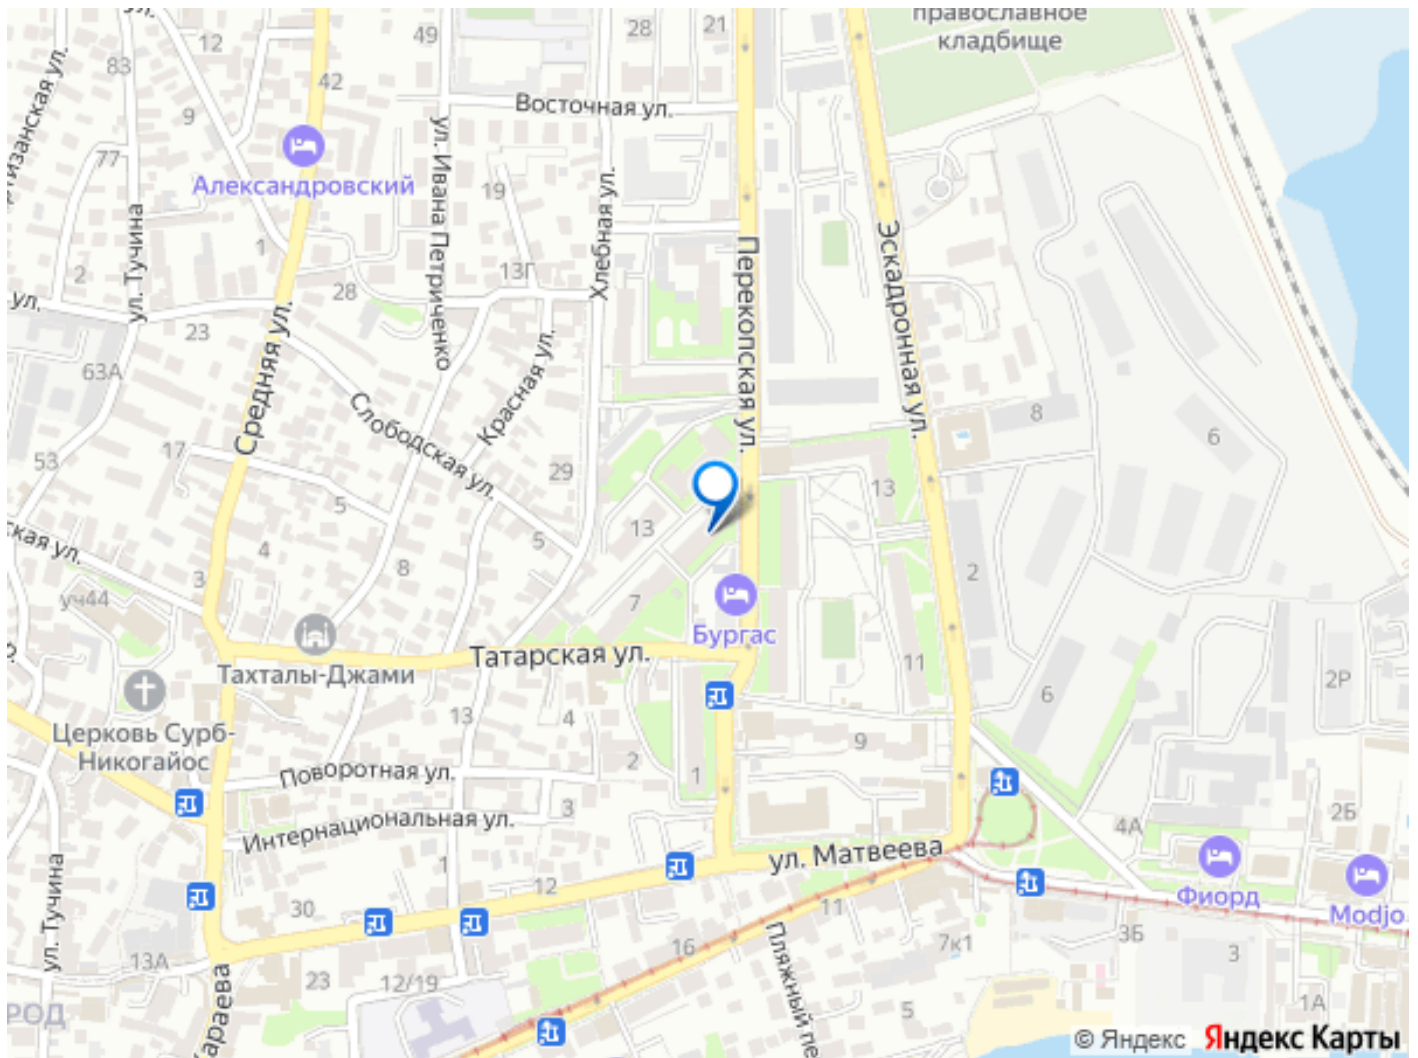 православное
кладбище
49
28
21
12
83
42
9
Восточная ул.
77
Александровский
19
ул. Ивана Петриченко
Хлебная ул.
ул. Тучина
1
2
13Г
28
ул.
23
Перекопская ул.
Эскадронная ул.
Средняя ул.
63А
Красная ул.
Слободская ул.
8
6
17
53
29
5
13
13
5
4
8
2
3
уч44
7
Бургас
Татарская ул.
Тахталы-Джами
11
6
2Р
Церковь Сурб-
Никогайос
13
4
9
2
1
Поворотная ул.
3
Интернациональная ул.
2Б
4А
ул. Матвеева
1
12
Фиорд
Modjo
ул. Тучина
30
11
Пляжный пе
16
7к1
3Б
3
13А
23
12/19
5
1А
РОД
Караева
© Яндекс Яндекс Карты